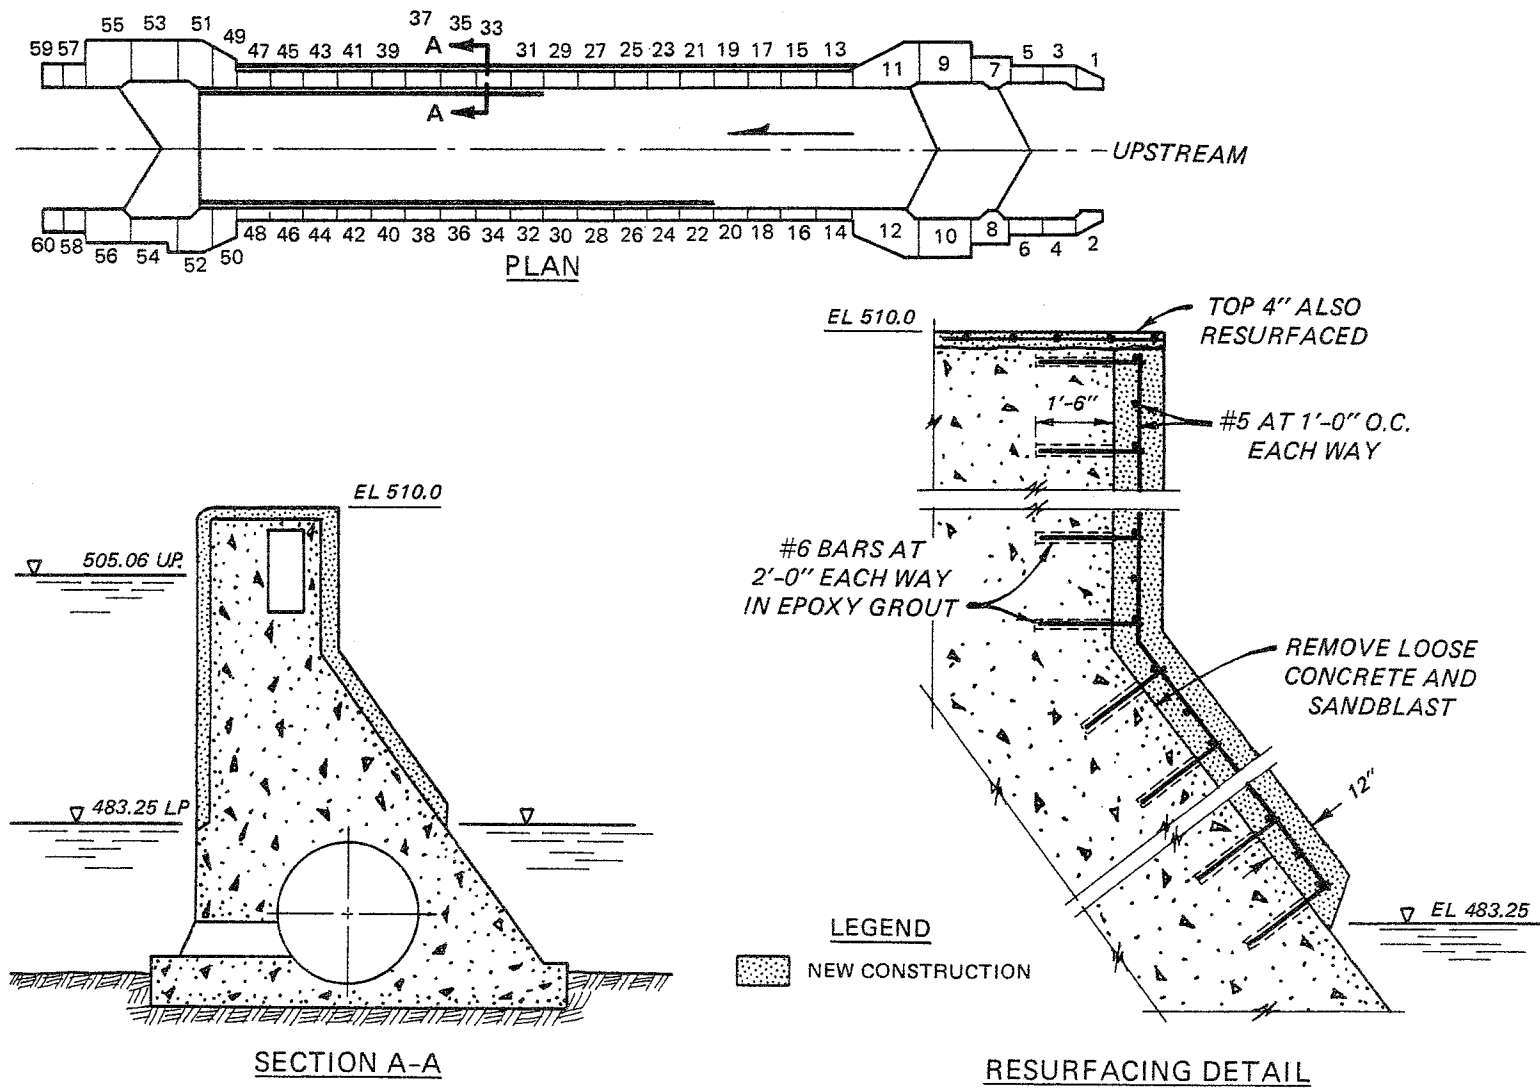 59 57 55 53 51 49 47 45 43 41 39 37 35 33 31 29 27 25 23 21 19 17 15 13 11 9 7 5 3 1
A
A
UPSTREAM
60 58 56 54 52 50 48 46 44 42 40 38 36 34 32 30 28 26 24 22 20 18 16 14 12 10 8 6 4 2
PLAN
EL 510.0
505.06 U.P.
483.25 LP
SECTION A-A
EL 510.0
TOP 4" ALSO
RESURFACED
1'-6"
#5 AT 1'-0" O.C.
EACH WAY
#6 BARS AT
2'-0" EACH WAY
IN EPOXY GROUT
REMOVE LOOSE
CONCRETE AND
SANDBLAST
12"
EL 483.25
LEGEND
NEW CONSTRUCTION
RESURFACING DETAIL